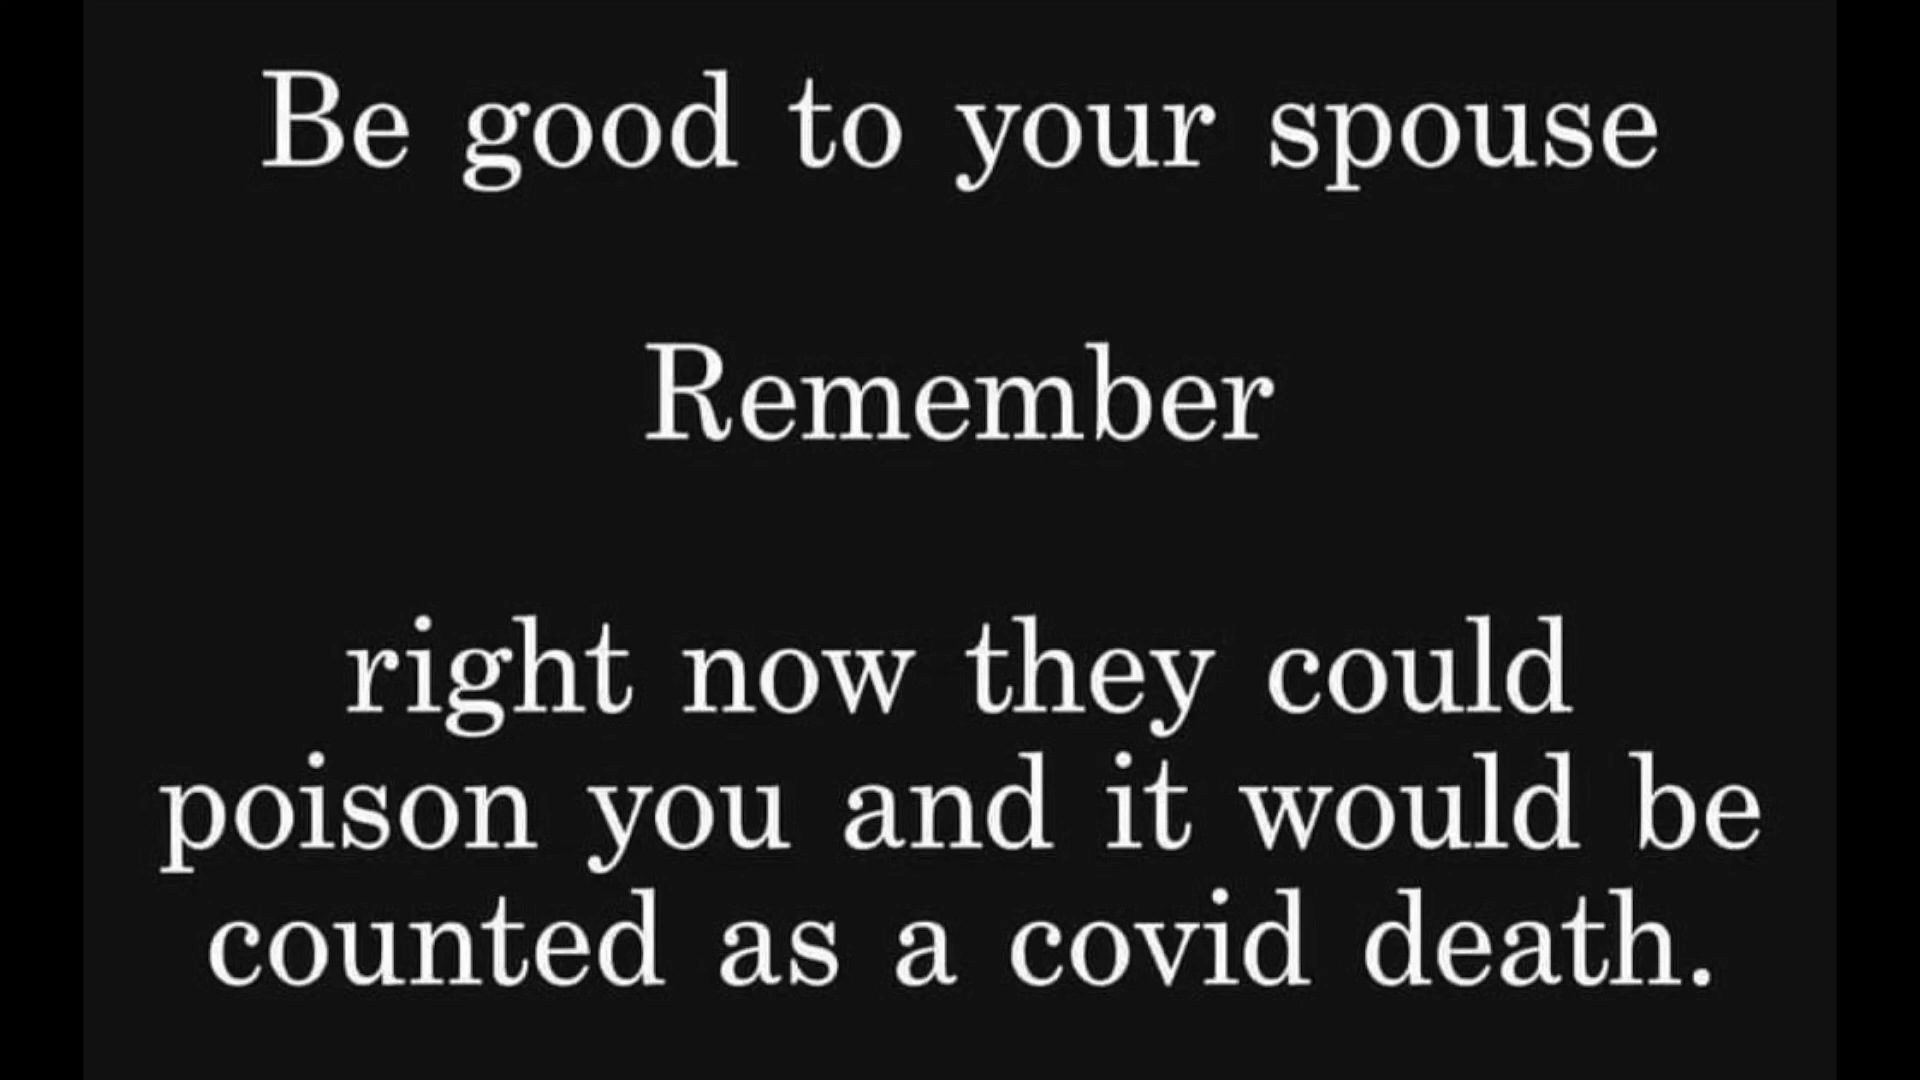 Be good to your spouse
Remember
right now they could
poison you and it would be
counted as a covid death.